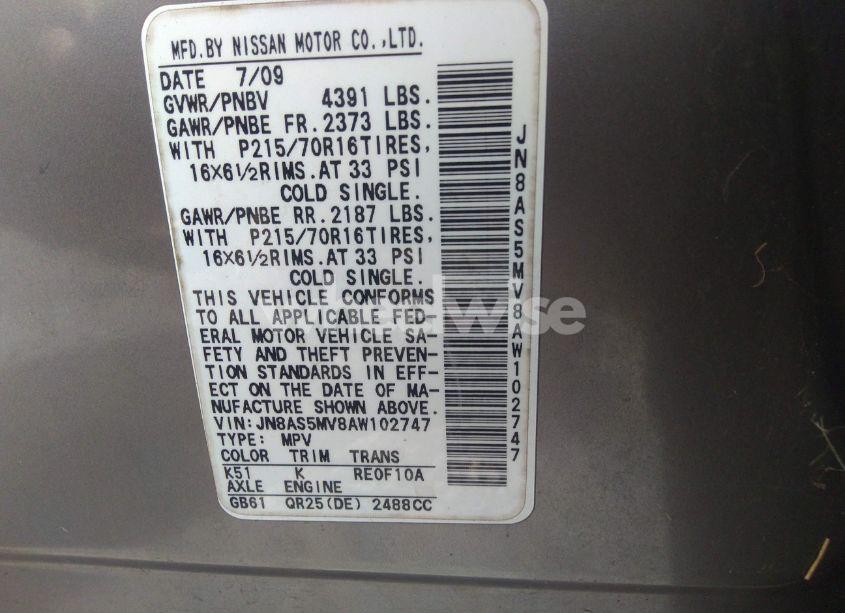 MFD.BY NISSAN MOTOR CO.,LTD.
DATE 7/09
GVWR/PNBV 4391 LBS.
GAWR/PNBE FR.2373 LBS.
WITH P215/70R16TIRES,
16X6½RIMS.AT 33 PSI
COLD SINGLE.
GAWR/PNBE RR.2187 LBS.
WITH P215/70R16TIRES,
16X6½RIMS.AT 33 PSI
COLD SINGLE.
THIS VEHICLE CONFORMS
TO ALL APPLICABLE FED-
ERAL MOTOR VEHICLE SA-
FETY AND THEFT PREVEN-
TION STANDARDS IN EFF-
ECT ON THE DATE OF MA-
NUFACTURE SHOWN ABOVE.
VIN:JN8AS5MV8AW102747
TYPE: MPV
COLOR TRIM TRANS
K51 K RE0F10A
AXLE ENGINE
GB61 QR25(DE) 2488CC
JN8AS5MV8AW102747